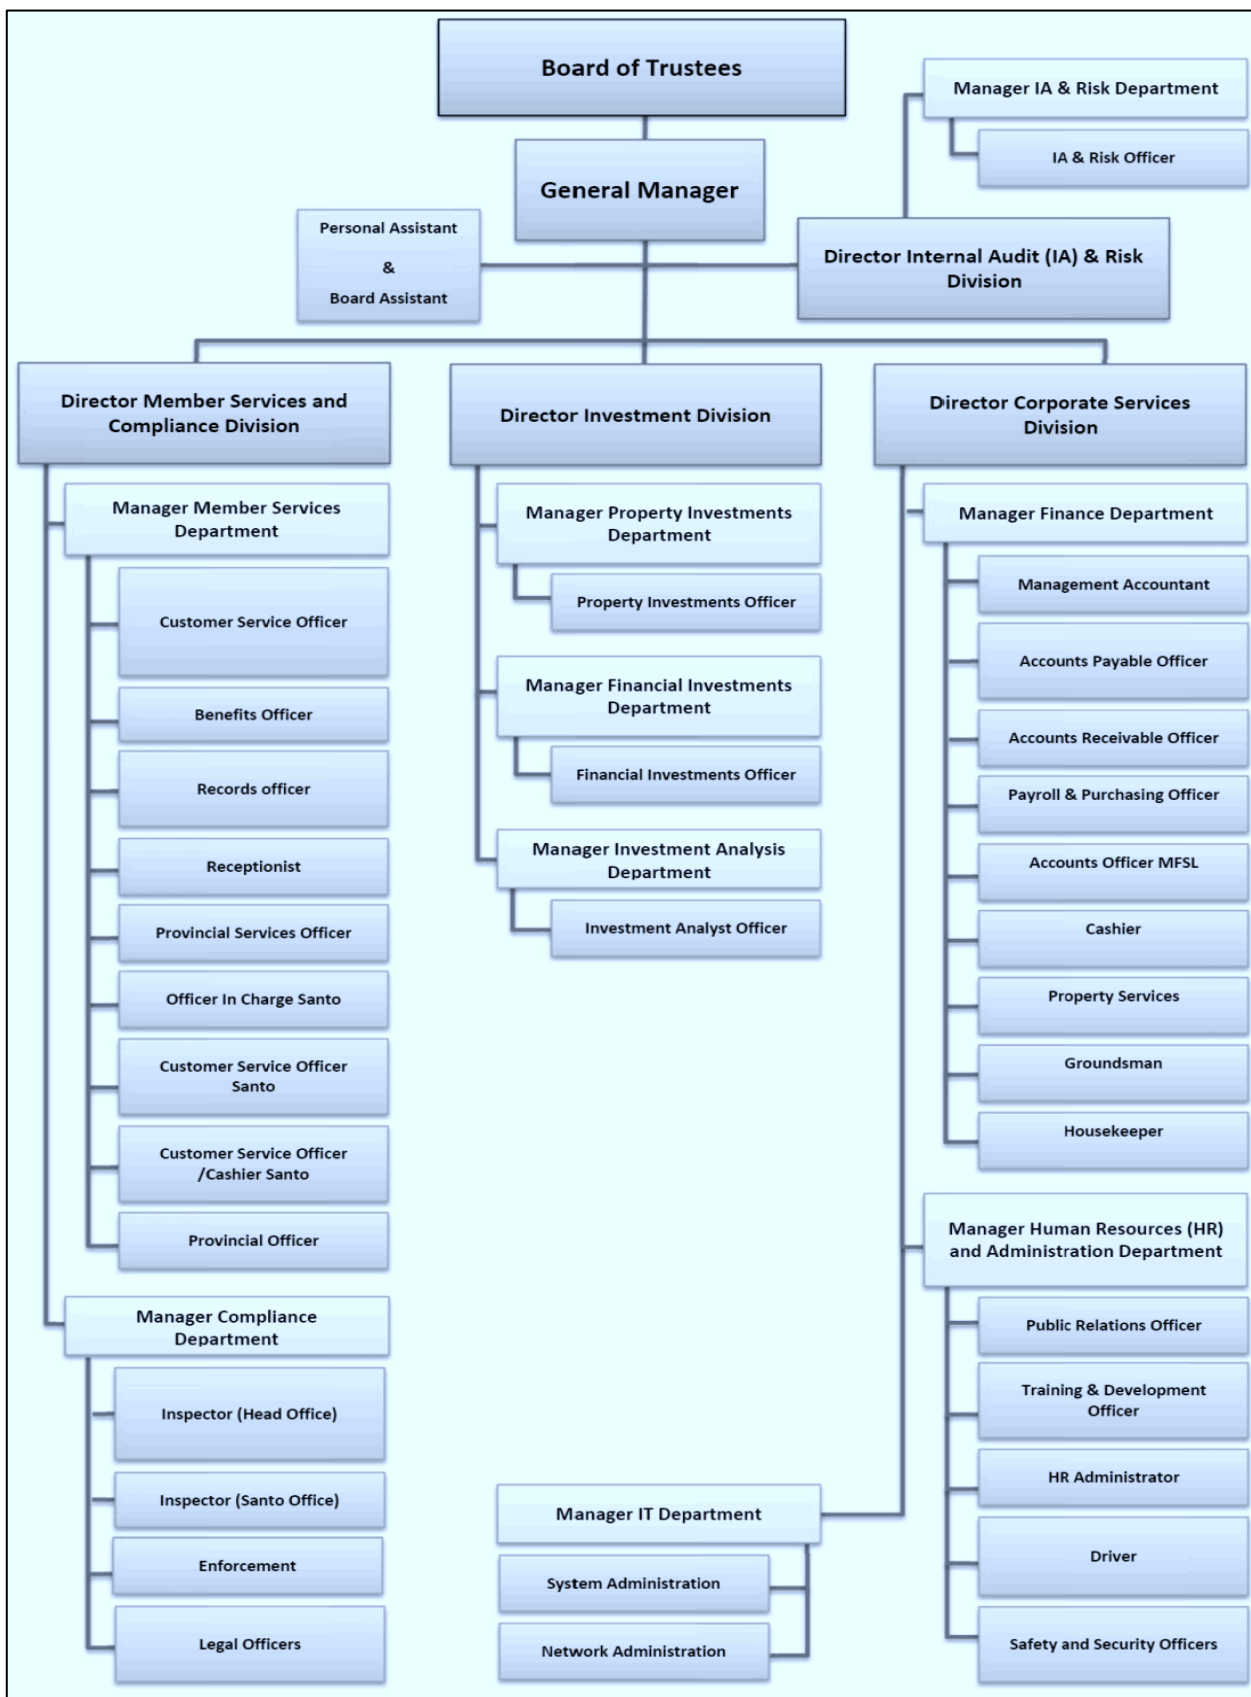 Board of Trustees
General Manager
Personal Assistant
&
Board Assistant
Manager IA & Risk Department
IA & Risk Officer
Director Internal Audit (IA) & Risk
Division
Director Member Services and
Compliance Division
Manager Member Services
Department
Customer Service Officer
Benefits Officer
Records officer
Receptionist
Provincial Services Officer
Officer In Charge Santo
Customer Service Officer
Santo
Customer Service Officer
/Cashier Santo
Provincial Officer
Manager Compliance
Department
Inspector (Head Office)
Inspector (Santo Office)
Enforcement
Legal Officers
Director Investment Division
Manager Property Investments
Department
Property Investments Officer
Manager Financial Investments
Department
Financial Investments Officer
Manager Investment Analysis
Department
Investment Analyst Officer
Director Corporate Services
Division
Manager Finance Department
Management Accountant
Accounts Payable Officer
Accounts Receivable Officer
Payroll & Purchasing Officer
Accounts Officer MFSL
Cashier
Property Services
Groundsman
Housekeeper
Manager Human Resources (HR)
and Administration Department
Public Relations Officer
Training & Development
Officer
HR Administrator
Driver
Safety and Security Officers
Manager IT Department
System Administration
Network Administration